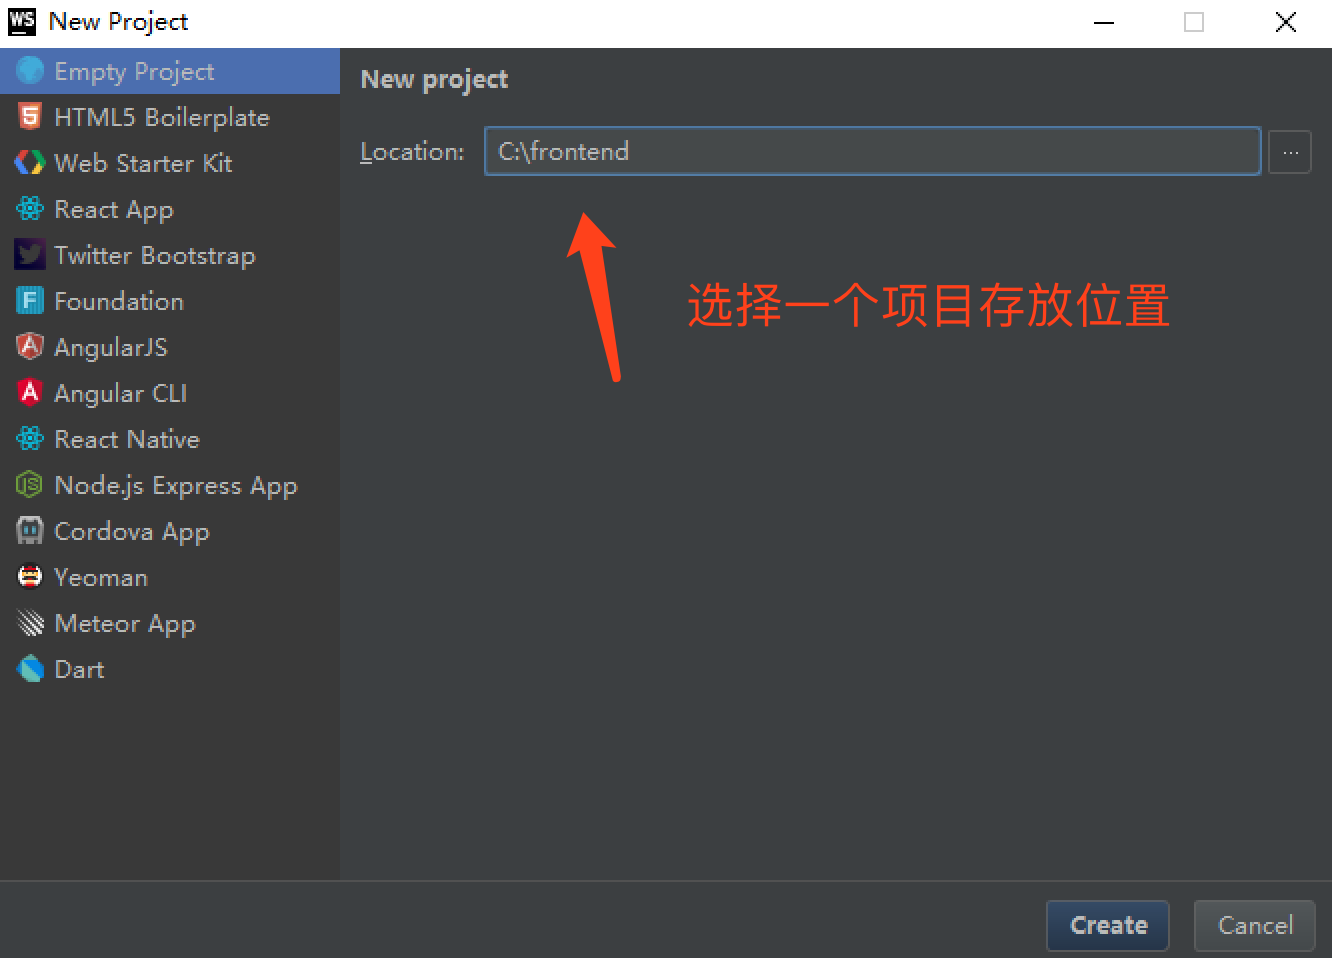 WS New Project
Empty Project
HTML5 Boilerplate
Web Starter Kit
React App
Twitter Bootstrap
Foundation
AngularJS
Angular CLI
React Native
Node.js Express App
Cordova App
Yeoman
Meteor App
Dart
New project
Location: C:\frontend ...
选择一个项目存放位置
Create Cancel